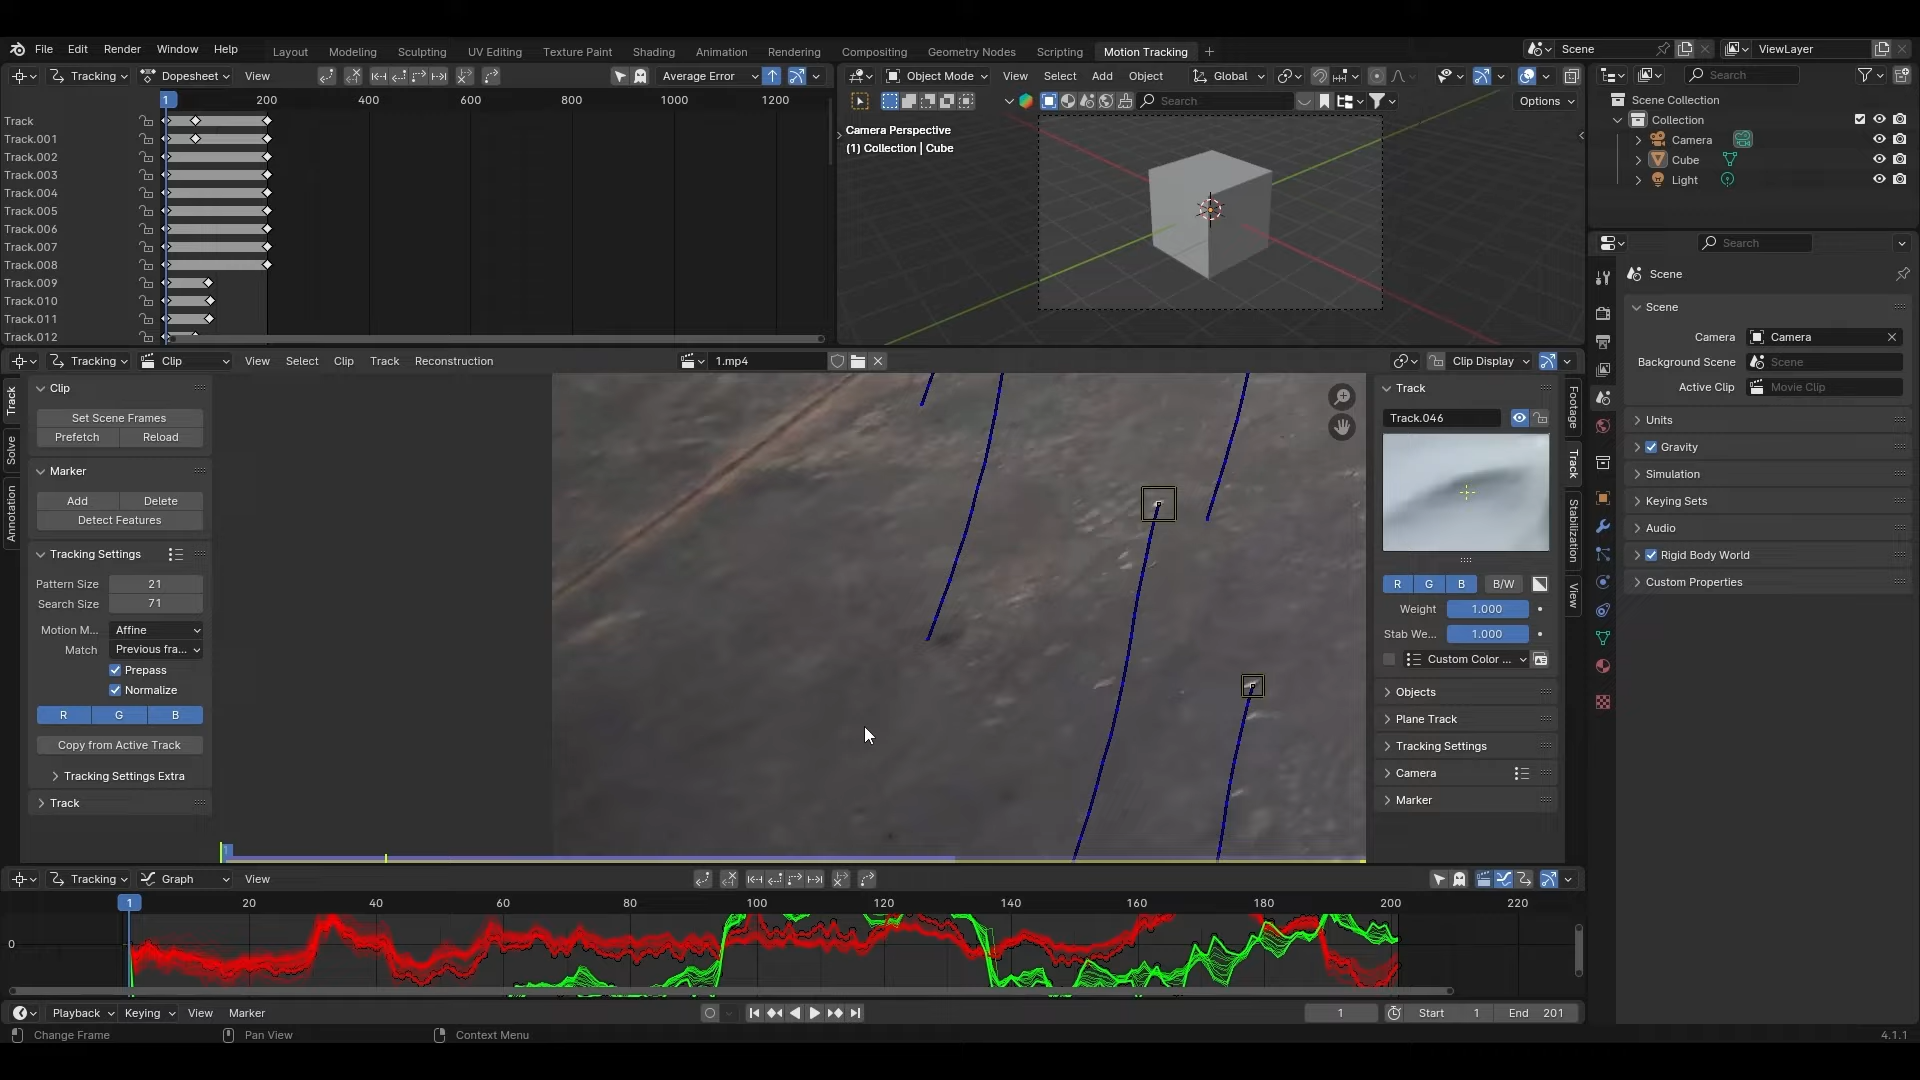 File Edit Render Window Help Layout Modeling Sculpting UV Editing Texture Paint Shading Animation Rendering Compositing Geometry Nodes Scripting Motion Tracking + Scene ViewLayer
Tracking Dopesheet View Average Error Object Mode View Select Add Object Global Search
1 200 400 600 800 1000 1200 Search Options
Scene Collection
Track
Track.001
Track.002
Track.003
Track.004
Track.005
Track.006
Track.007
Track.008
Track.009
Track.010
Track.011
Track.012
Camera Perspective
(1) Collection | Cube
Collection
Camera
Cube
Light
Search
Scene
Scene
Camera Camera
Background Scene Scene
Active Clip Movie Clip
Units
Gravity
Simulation
Keying Sets
Audio
Rigid Body World
Custom Properties
Tracking Clip View Select Clip Track Reconstruction 1.mp4 Clip Display
Track
Solve
Annotation
Clip
Set Scene Frames
Prefetch Reload
Marker
Add Delete
Detect Features
Tracking Settings
Pattern Size 21
Search Size 71
Motion M... Affine
Match Previous fra...
Prepass
Normalize
R G B
Copy from Active Track
Tracking Settings Extra
Track
1
Track
Track.046
R G B B/W
Weight 1.000
Stab We... 1.000
Custom Color ...
Objects
Plane Track
Tracking Settings
Camera
Marker
Footage
Track
Stabilization
View
Tracking Graph View
1 20 40 60 80 100 120 140 160 180 200 220
0
Playback Keying View Marker 1 Start 1 End 201
Change Frame Pan View Context Menu 4.1.1